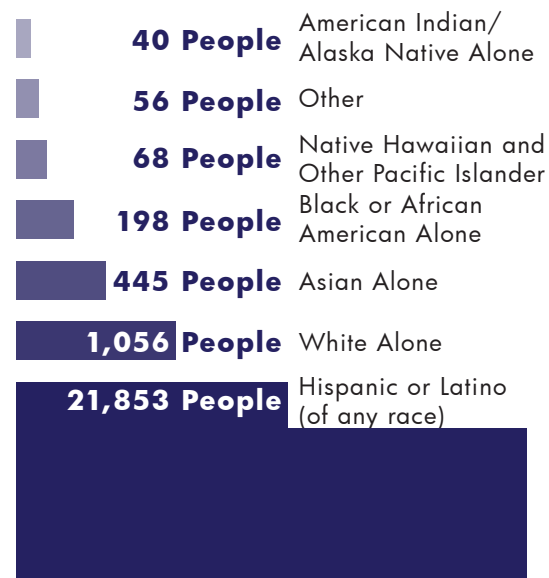 40 People American Indian/
Alaska Native Alone
56 People Other
68 People Native Hawaiian and
Other Pacific Islander
198 People Black or African
American Alone
445 People Asian Alone
1,056 People White Alone
21,853 People Hispanic or Latino
(of any race)